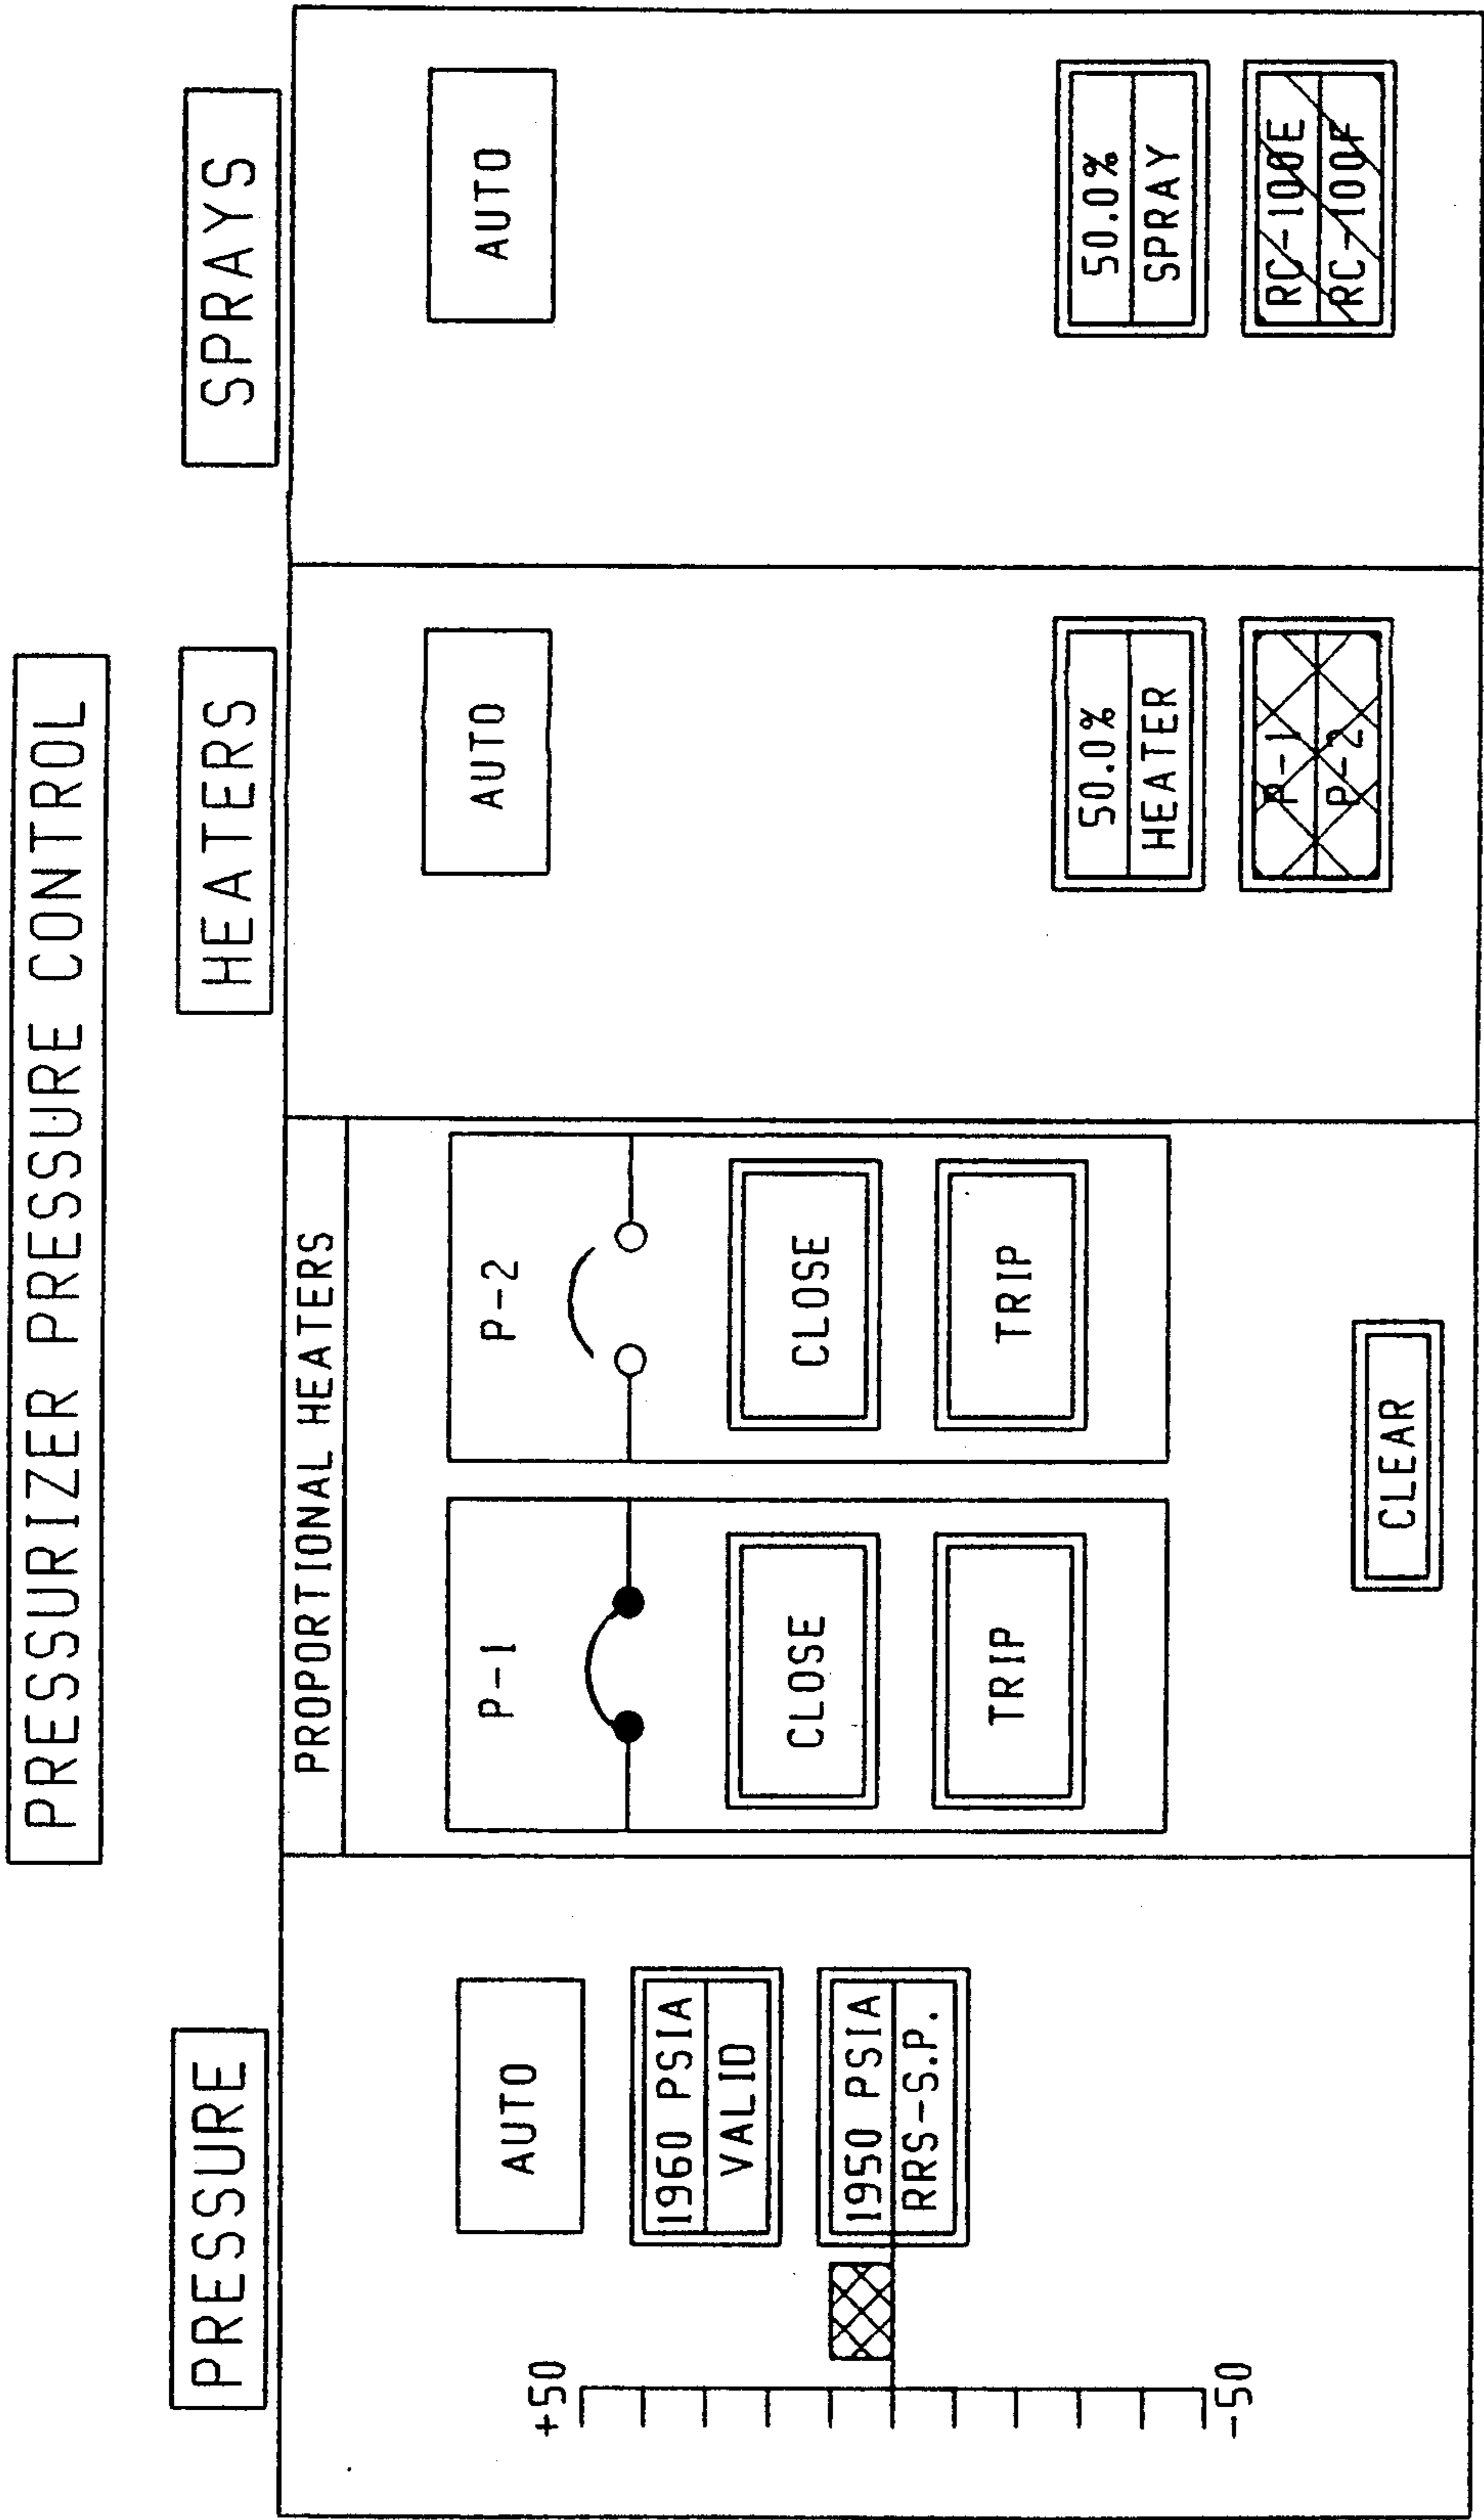 PRESSURIZER PRESSURE CONTROL
PRESSURE
AUTO
1960 PSIA
VALID
1950 PSIA
RRS-S.P.
+50
-50
PROPORTIONAL HEATERS
P-1
CLOSE
TRIP
P-2
CLOSE
TRIP
CLEAR
HEATERS
AUTO
50.0%
HEATER
P-1
P-2
SPRAYS
AUTO
50.0%
SPRAY
RC-100E
RC-100F